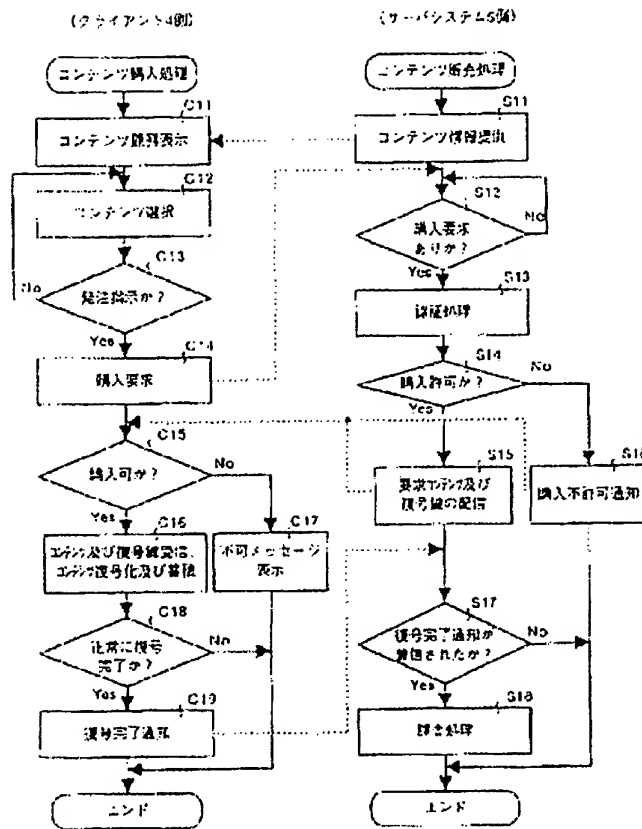 (クライアント4側)
コンテンツ購入処理
C11
コンテンツ
表示
C12
コンテンツ選択
C13
発注指示か?
No
Yes
C14
購入要求
C15
購入可か?
No
Yes
C16
コンテンツ及び復号鍵受信、
コンテンツ復号化及び蓄積
C17
不可メッセージ
表示
C18
正常に復号
完了か?
No
Yes
C19
復号完了通知
エンド
(サーバシステム5側)
コンテンツ販売処理
S11
コンテンツ情報提供
S12
購入要求
ありか?
No
Yes
S13
認証処理
S14
購入許可か?
No
Yes
S15
要求コンテンツ及び
復号鍵の配信
S16
購入不許可通知
S17
復号完了通知が
着信されたか?
No
Yes
S18
課金処理
エンド